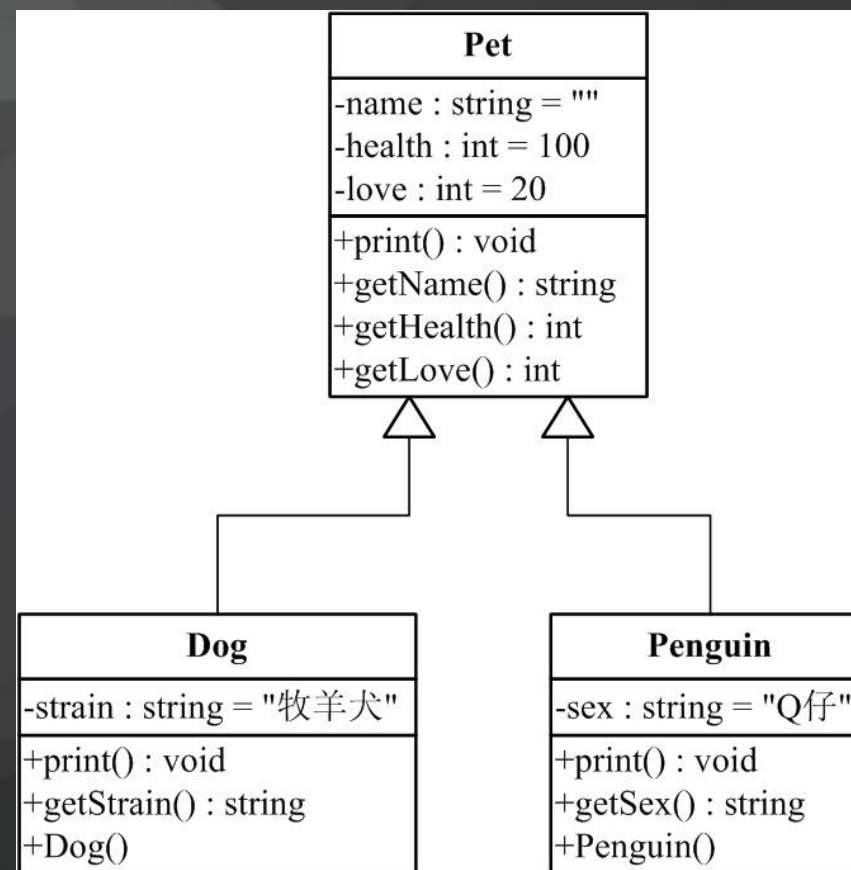 Pet
-name : string = ""
-health : int = 100
-love : int = 20
+print() : void
+getName() : string
+getHealth() : int
+getLove() : int
Dog
-strain : string = "牧羊犬"
+print() : void
+getStrain() : string
+Dog()
Penguin
-sex : string = "Q仔"
+print() : void
+getSex() : string
+Penguin()